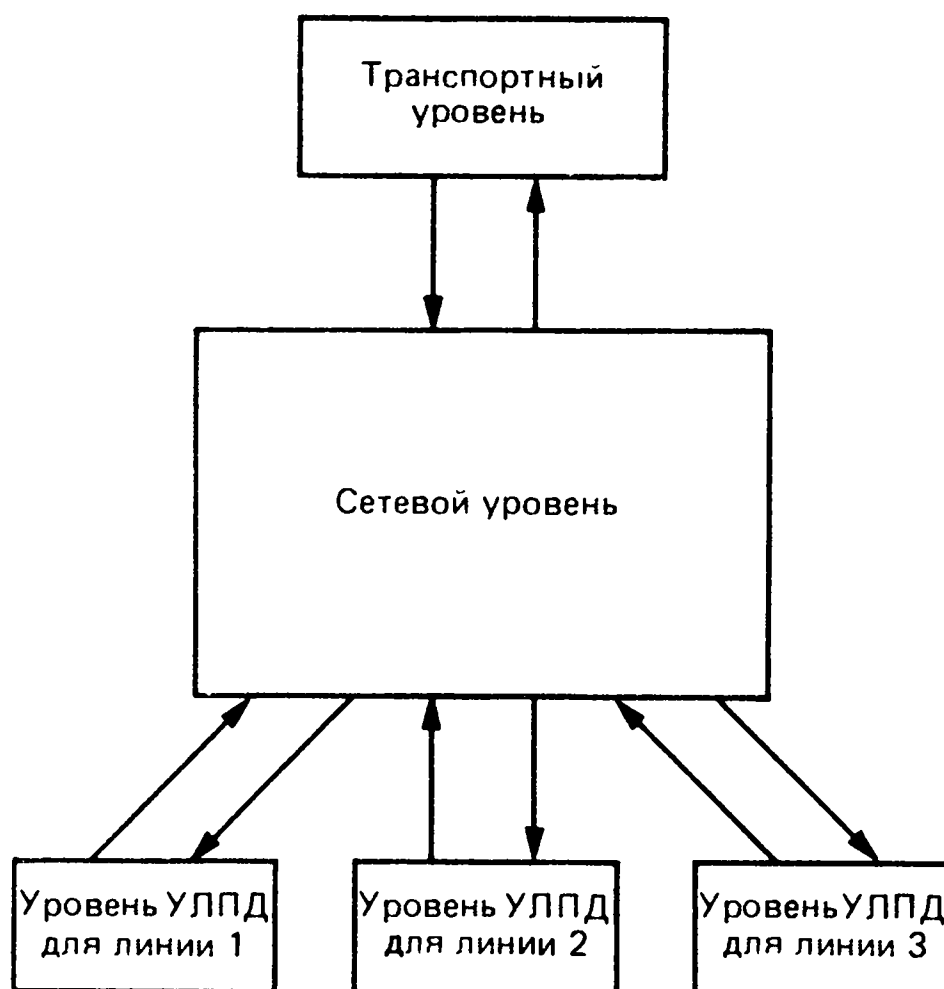 Транспортный
уровень
Сетевой уровень
Уровень УЛПД
для линии 1
Уровень УЛПД
для линии 2
Уровень УЛПД
для линии 3